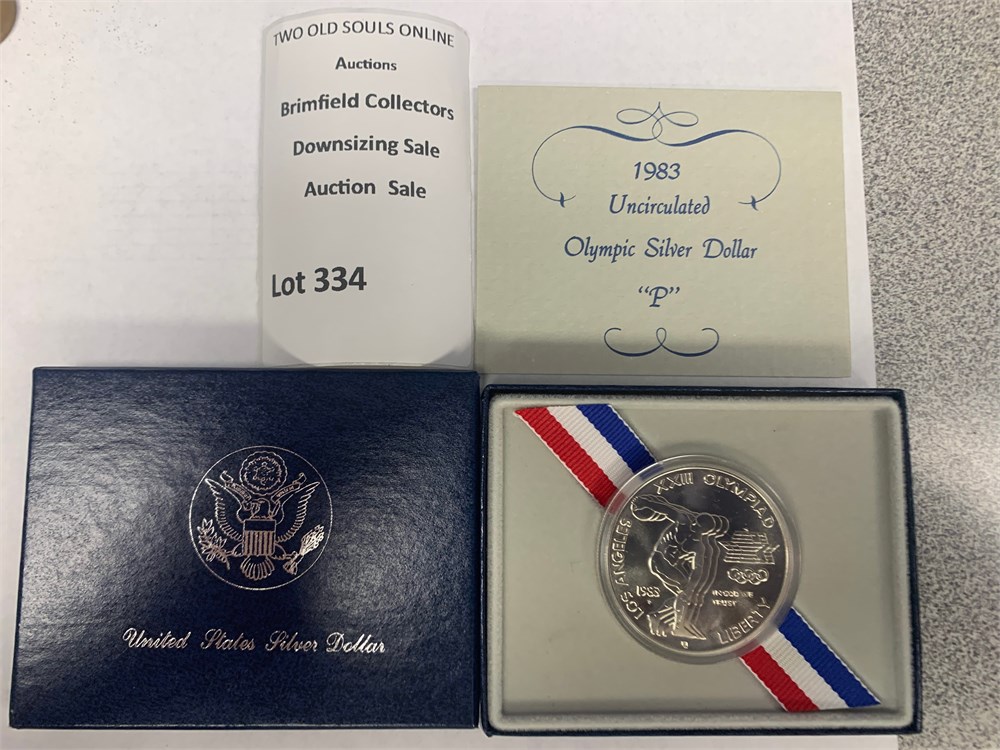 TWO OLD SOULS ONLINE
Auctions
Brimfield Collectors
Downsizing Sale
Auction Sale
Lot 334
1983
Uncirculated
Olympic Silver Dollar
“P”
United States Silver Dollar
LOS ANGELES XXIII OLYMPIAD
1983
P
IN GOD WE
TRUST
LIBERTY